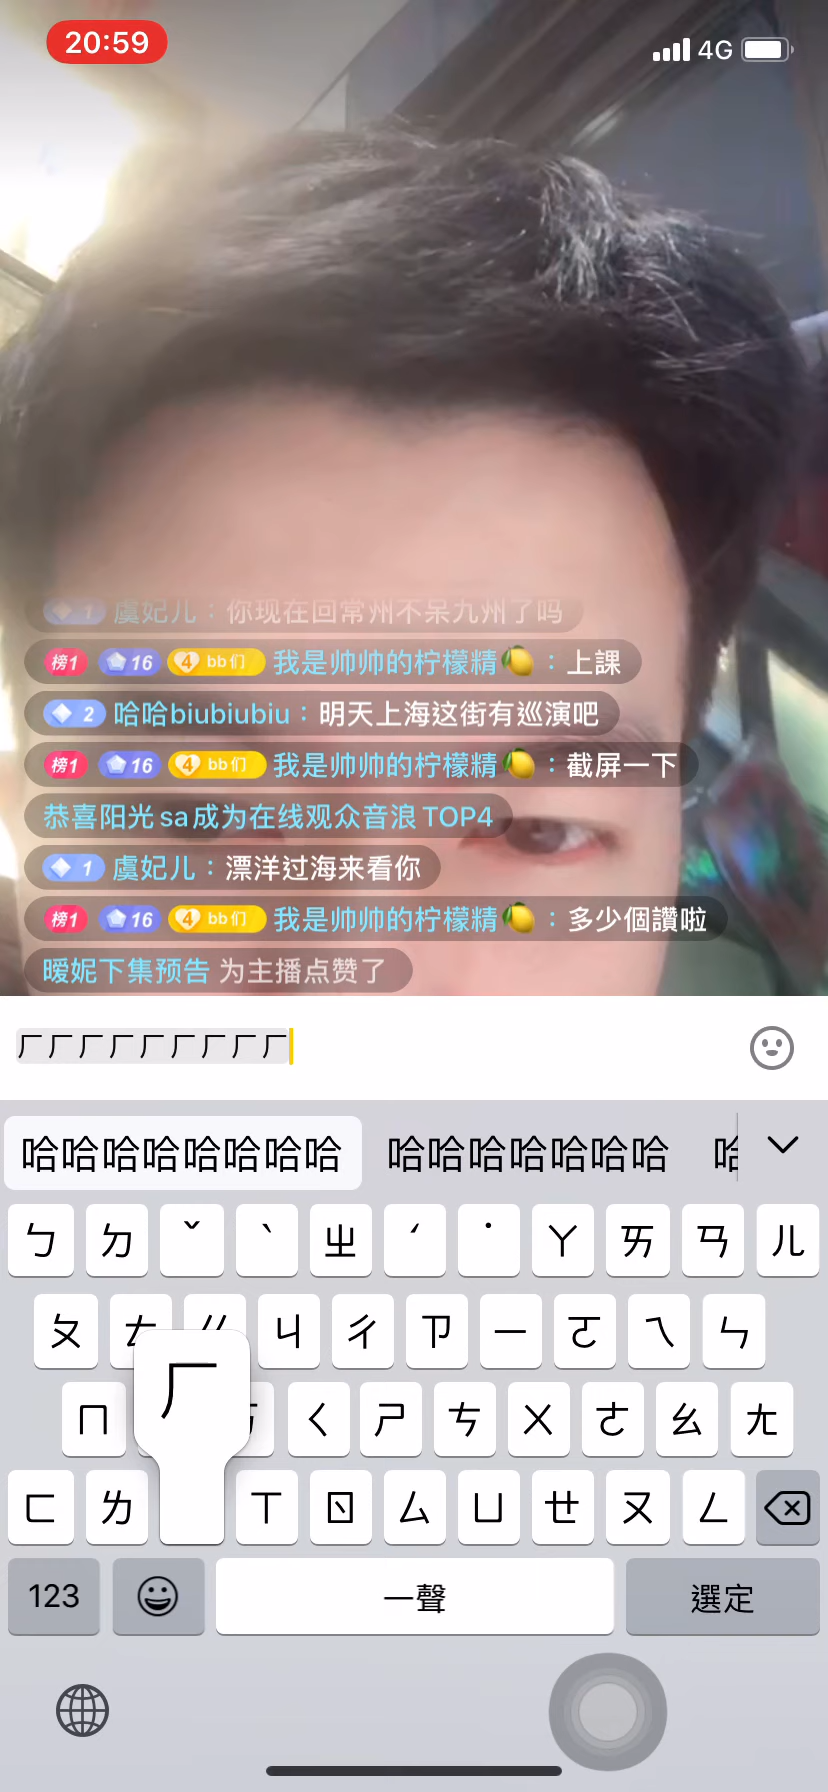 20:59 4G
1 虞妃儿：你现在回常州不呆九州了吗
榜1 16 4 bb们 我是帅帅的柠檬精🍋：上課
2 哈哈biubiubiu：明天上海这街有巡演吧
榜1 16 4 bb们 我是帅帅的柠檬精🍋：截屏一下
恭喜阳光sa成为在线观众音浪TOP4
1 虞妃儿：漂洋过海来看你
榜1 16 4 bb们 我是帅帅的柠檬精🍋：多少個讚啦
暧妮下集预告 为主播点赞了
ㄏㄏㄏㄏㄏㄏㄏㄏㄏ
哈哈哈哈哈哈哈哈 哈哈哈哈哈哈哈
ㄅ ㄉ ˇ ˋ ㄓ ˊ ˙ ㄚ ㄞ ㄢ ㄦ
ㄆ ㄊ ㄍ ㄐ ㄔ ㄗ ㄧ ㄛ ㄟ ㄣ
ㄇ ㄏ ㄎ ㄑ ㄕ ㄘ ㄨ ㄜ ㄠ ㄤ
ㄈ ㄌ ㄒ ㄖ ㄙ ㄩ ㄝ ㄡ ㄥ
123 一聲 選定